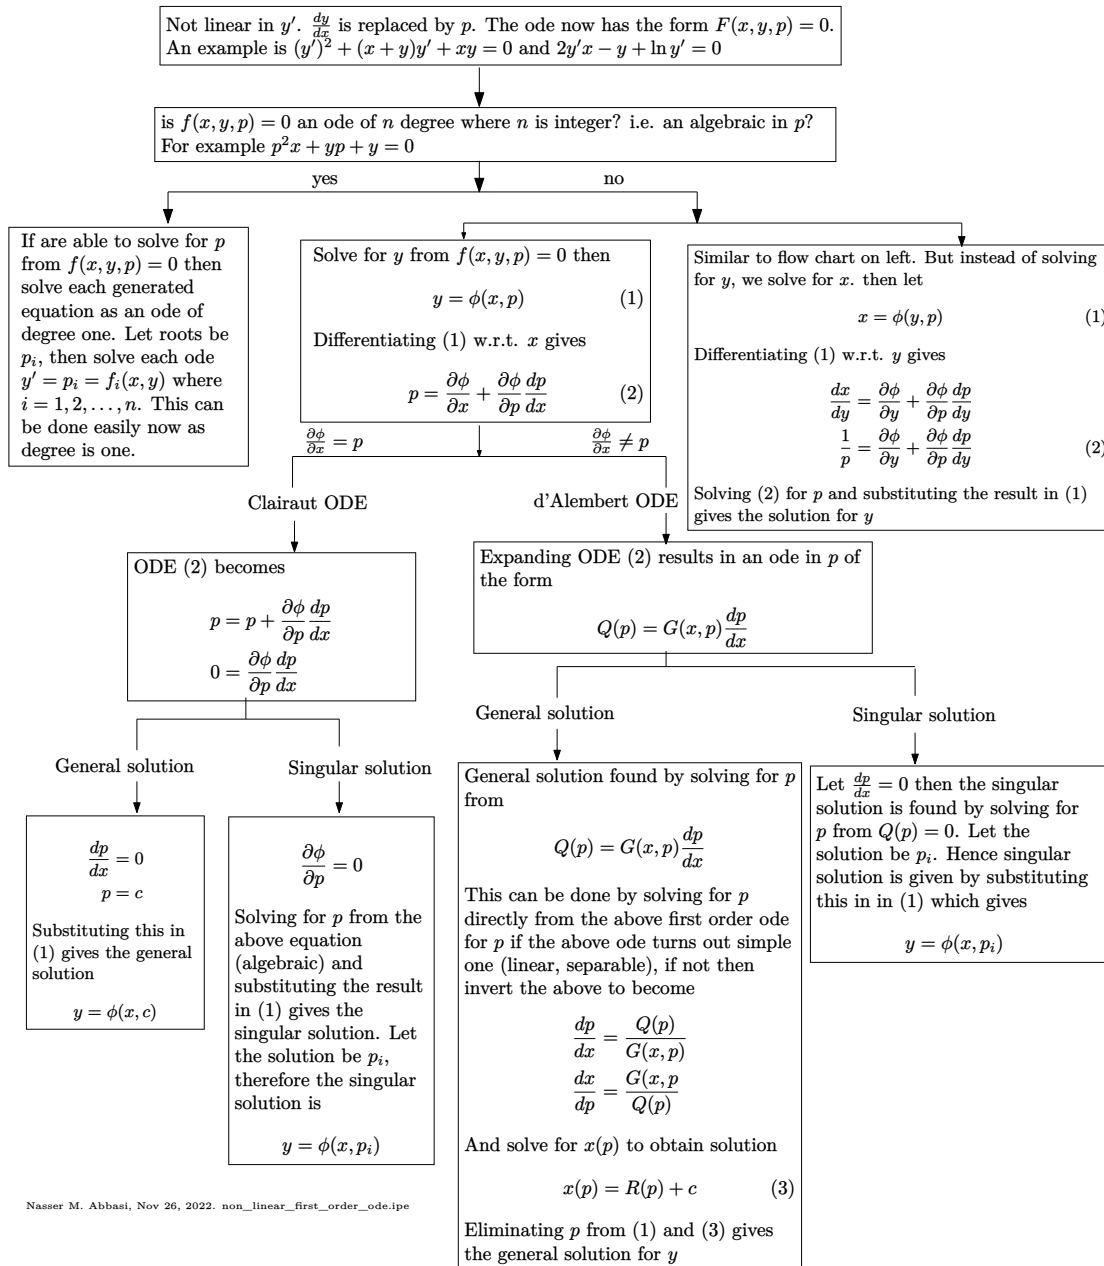 Not linear in y′. dy/dx is replaced by p. The ode now has the form F(x, y, p) = 0.
An example is (y′)² + (x + y)y′ + xy = 0 and 2y′x − y + ln y′ = 0
is f(x, y, p) = 0 an ode of n degree where n is integer? i.e. an algebraic in p?
For example p²x + yp + y = 0
yes
no
If are able to solve for p
from f(x, y, p) = 0 then
solve each generated
equation as an ode of
degree one. Let roots be
pᵢ, then solve each ode
y′ = pᵢ = fᵢ(x, y) where
i = 1, 2, . . . , n. This can
be done easily now as
degree is one.
Solve for y from f(x, y, p) = 0 then
y = ϕ(x, p) (1)
Differentiating (1) w.r.t. x gives
p = ∂ϕ/∂x + ∂ϕ/∂p dp/dx (2)
Similar to flow chart on left. But instead of solving
for y, we solve for x. then let
x = ϕ(y, p) (1)
Differentiating (1) w.r.t. y gives
dx/dy = ∂ϕ/∂y + ∂ϕ/∂p dp/dy
1/p = ∂ϕ/∂y + ∂ϕ/∂p dp/dy (2)
Solving (2) for p and substituting the result in (1)
gives the solution for y
∂ϕ/∂x = p
∂ϕ/∂x ≠ p
Clairaut ODE
d'Alembert ODE
ODE (2) becomes
p = p + ∂ϕ/∂p dp/dx
0 = ∂ϕ/∂p dp/dx
Expanding ODE (2) results in an ode in p of
the form
Q(p) = G(x, p) dp/dx
General solution
Singular solution
General solution
Singular solution
dp/dx = 0
p = c
Substituting this in
(1) gives the general
solution
y = ϕ(x, c)
∂ϕ/∂p = 0
Solving for p from the
above equation
(algebraic) and
substituting the result
in (1) gives the
singular solution. Let
the solution be pᵢ,
therefore the singular
solution is
y = ϕ(x, pᵢ)
General solution found by solving for p
from
Q(p) = G(x, p) dp/dx
This can be done by solving for p
directly from the above first order ode
for p if the above ode turns out simple
one (linear, separable), if not then
invert the above to become
dp/dx = Q(p)/G(x, p)
dx/dp = G(x, p/Q(p)
And solve for x(p) to obtain solution
x(p) = R(p) + c (3)
Eliminating p from (1) and (3) gives
the general solution for y
Let dp/dx = 0 then the singular
solution is found by solving for
p from Q(p) = 0. Let the
solution be pᵢ. Hence singular
solution is given by substituting
this in in (1) which gives
y = ϕ(x, pᵢ)
Nasser M. Abbasi, Nov 26, 2022. non_linear_first_order_ode.ipe